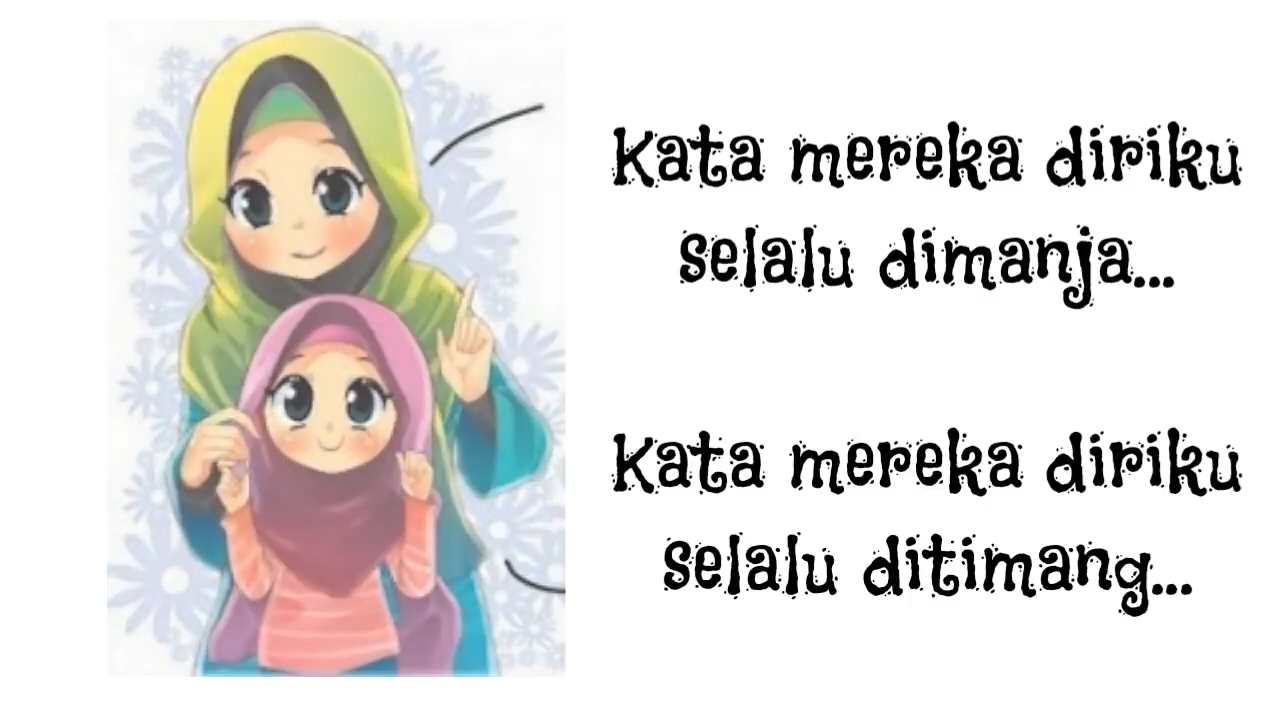 Kata mereka diriku
selalu dimanja...
Kata mereka diriku
selalu ditimang...